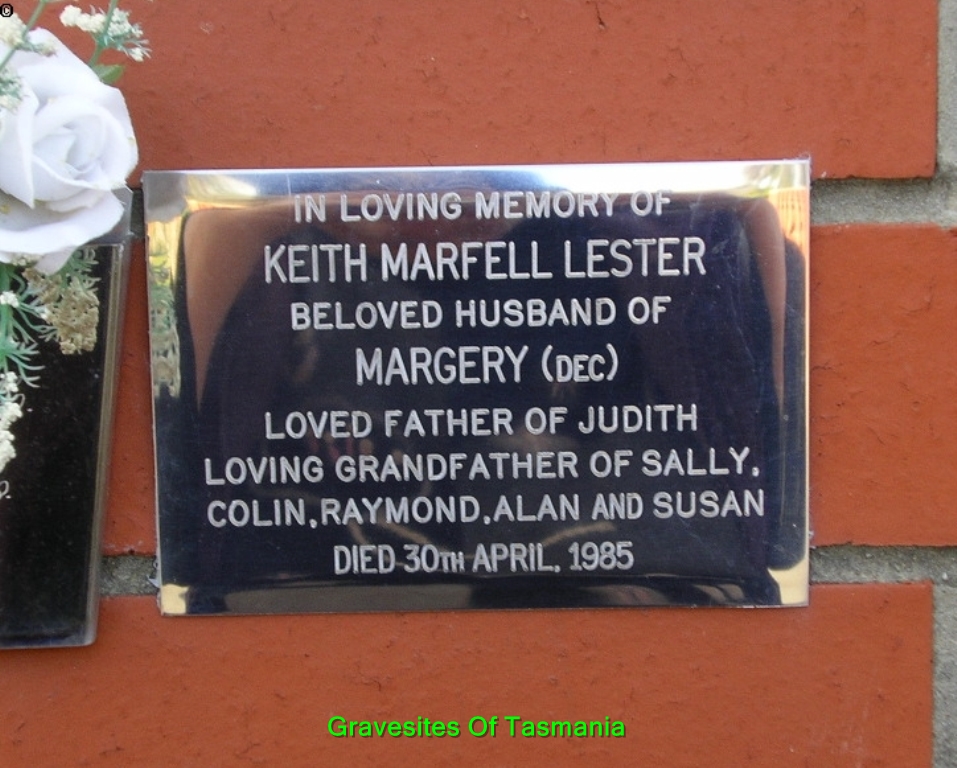 ©
IN LOVING MEMORY OF
KEITH MARFELL LESTER
BELOVED HUSBAND OF
MARGERY (DEC)
LOVED FATHER OF JUDITH
LOVING GRANDFATHER OF SALLY,
COLIN, RAYMOND, ALAN AND SUSAN
DIED 30TH APRIL, 1985
Gravesites Of Tasmania